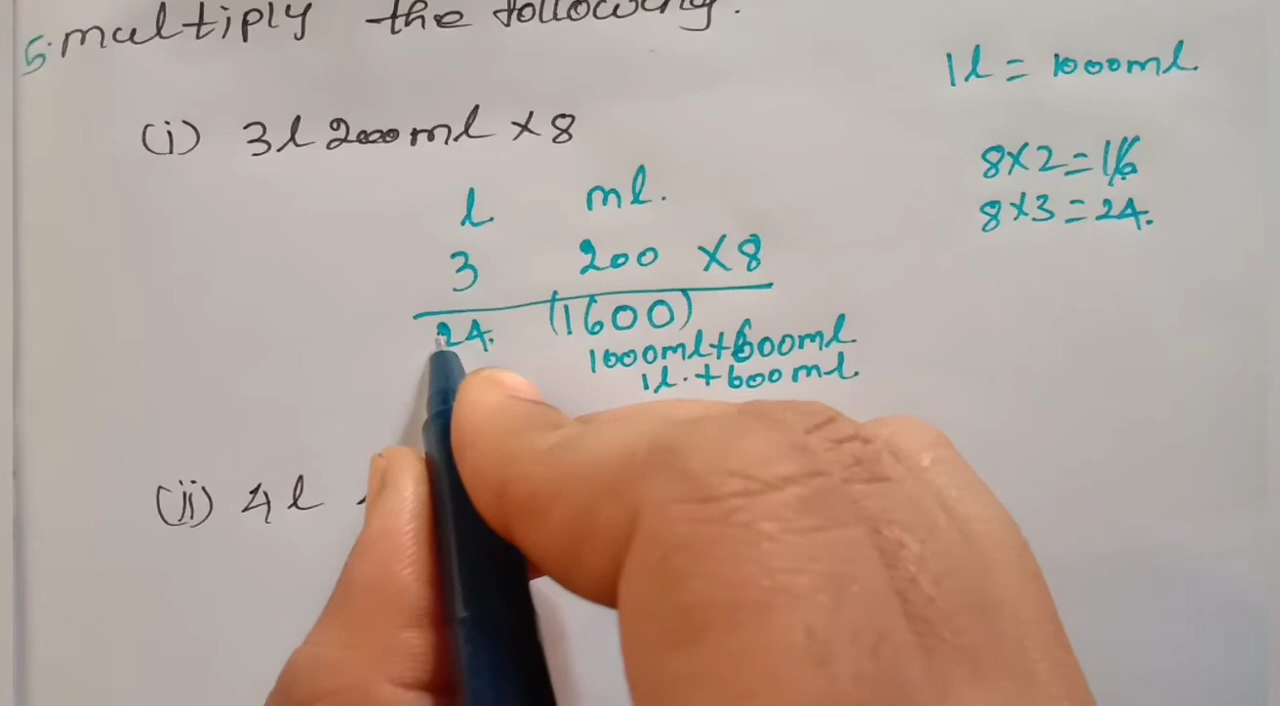 5. multiply the following.
1l = 1000ml
(i) 3l 2000ml × 8
8×2=16
8×3=24.
l ml.
3 200 ×8
24. (1600)
1000ml+600ml
1l.+600ml
(ii) 4l